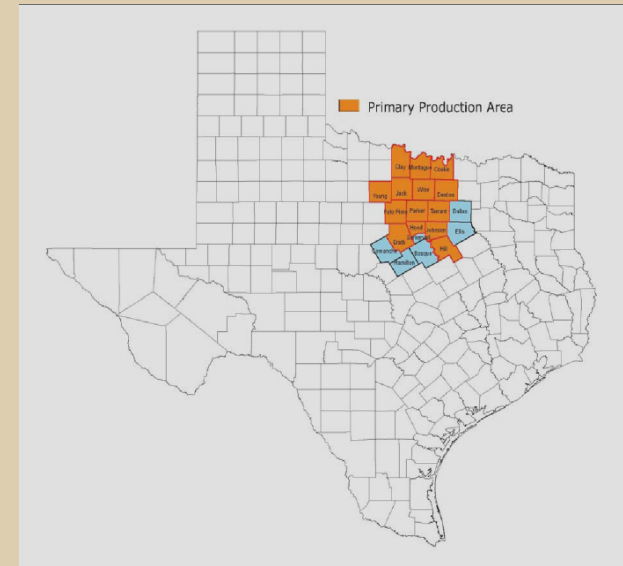 Primary Production Area
Clay Montague Cooke
Young Jack Wise Denton
Palo Pinto Parker Tarrant Dallas
Hood Johnson Ellis
Erath Somervell
Comanche Bosque Hill
Hamilton